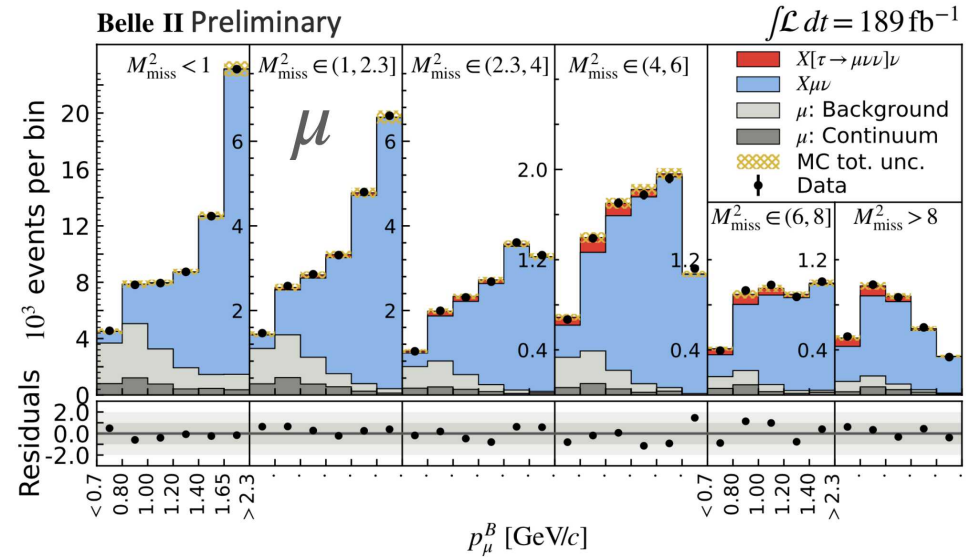 Belle II Preliminary
∫ℒ dt = 189 fb⁻¹
M²miss < 1
M²miss ∈ (1, 2.3]
M²miss ∈ (2.3, 4]
M²miss ∈ (4, 6]
μ
X[τ → μνν]ν
Xμν
μ: Background
μ: Continuum
MC tot. unc.
Data
M²miss ∈ (6, 8]
M²miss > 8
10³ events per bin
22
20
16
12
8
4
0
6
4
2
6
4
2
2.0
1.2
0.4
1.2
0.4
1.2
0.4
Residuals
2.0
0.0
-2.0
< 0.7
0.80
1.00
1.20
1.40
1.65
> 2.3
< 0.7
0.80
1.00
1.20
1.40
1.65
> 2.3
p^B_μ [GeV/c]